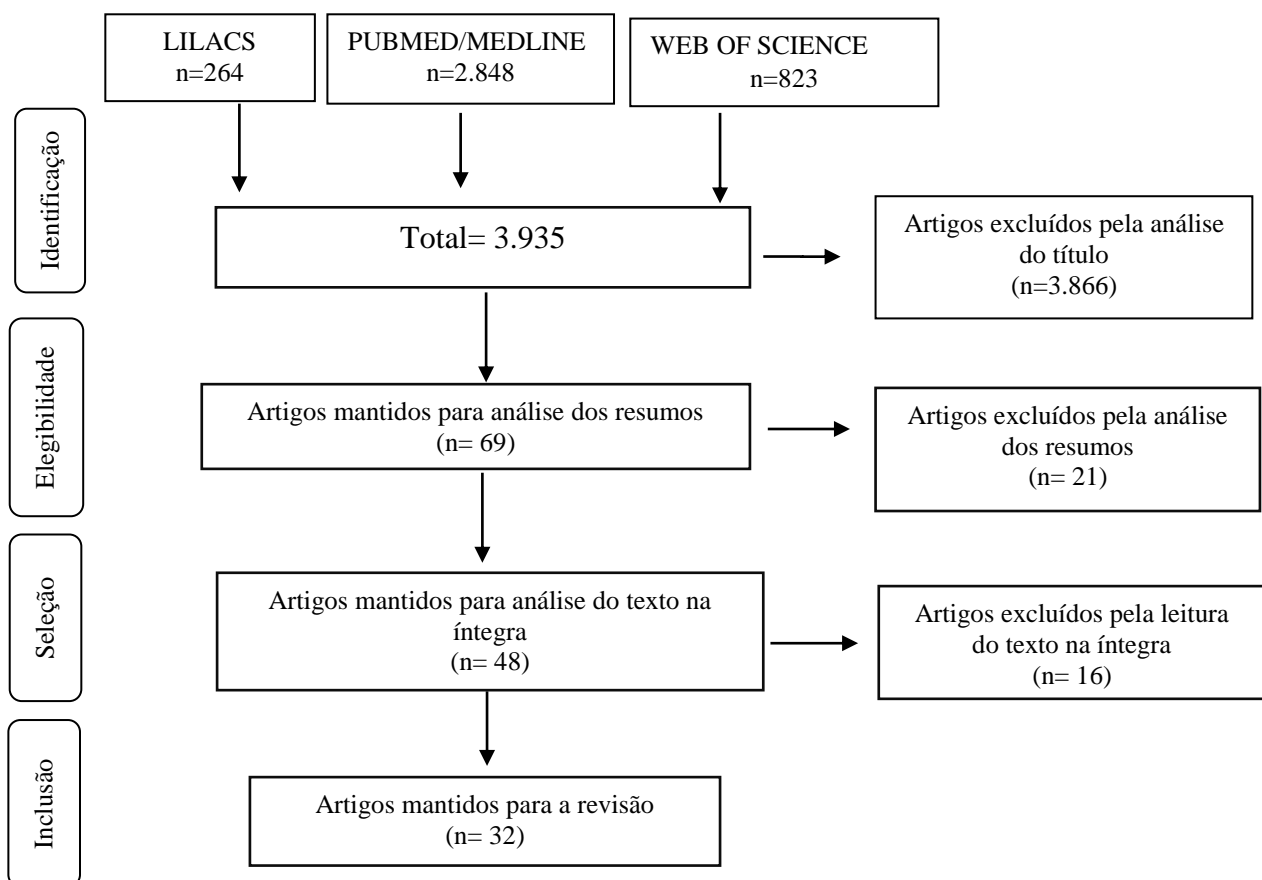 LILACS
n=264
PUBMED/MEDLINE
n=2.848
WEB OF SCIENCE
n=823
Identificação
Total= 3.935
Artigos excluídos pela análise
do título
(n=3.866)
Elegibilidade
Artigos mantidos para análise dos resumos
(n= 69)
Artigos excluídos pela análise
dos resumos
(n= 21)
Seleção
Artigos mantidos para análise do texto na
íntegra
(n= 48)
Artigos excluídos pela leitura
do texto na íntegra
(n= 16)
Inclusão
Artigos mantidos para a revisão
(n= 32)